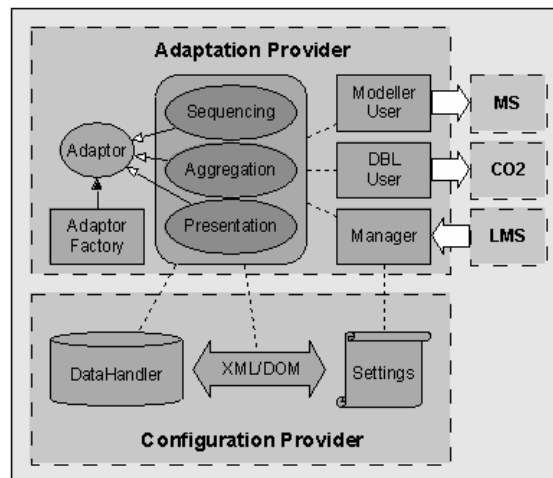 Adaptation Provider
Sequencing
Modeller
User
MS
Adaptor
Aggregation
DBL
User
CO2
Adaptor
Factory
Presentation
Manager
LMS
DataHandler
XML/DOM
Settings
Configuration Provider